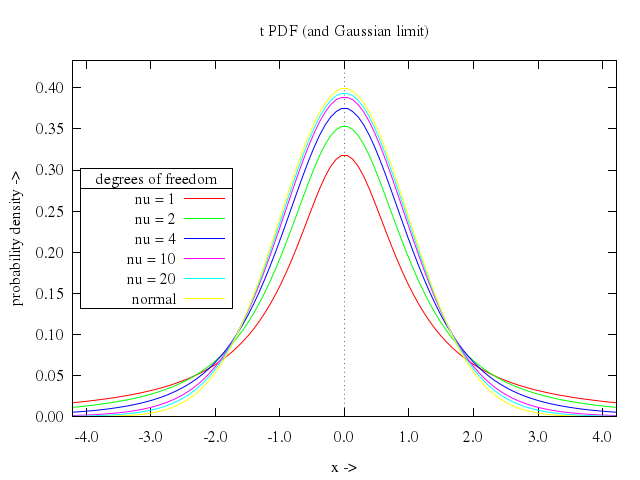 t PDF (and Gaussian limit)
probability density ->
0.40
0.35
0.30
0.25
0.20
0.15
0.10
0.05
0.00
degrees of freedom
nu = 1
nu = 2
nu = 4
nu = 10
nu = 20
normal
-4.0 -3.0 -2.0 -1.0 0.0 1.0 2.0 3.0 4.0
x ->